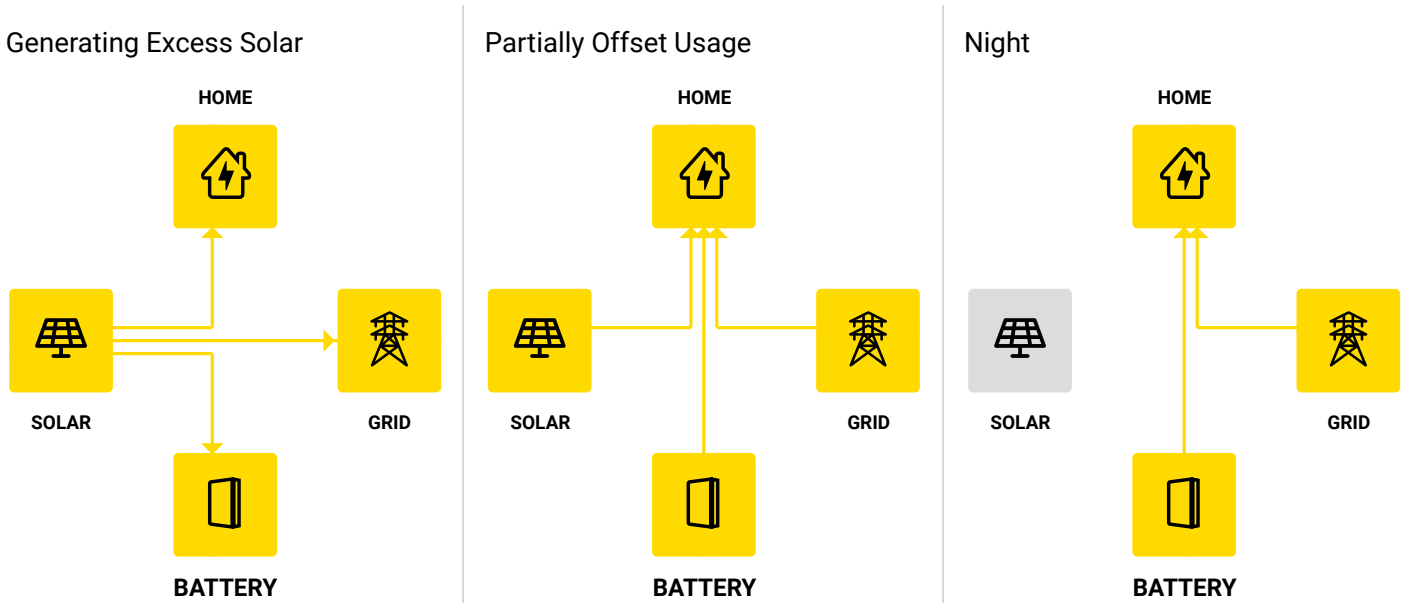 Generating Excess Solar
HOME
SOLAR
GRID
BATTERY
Partially Offset Usage
HOME
SOLAR
GRID
BATTERY
Night
HOME
SOLAR
GRID
BATTERY